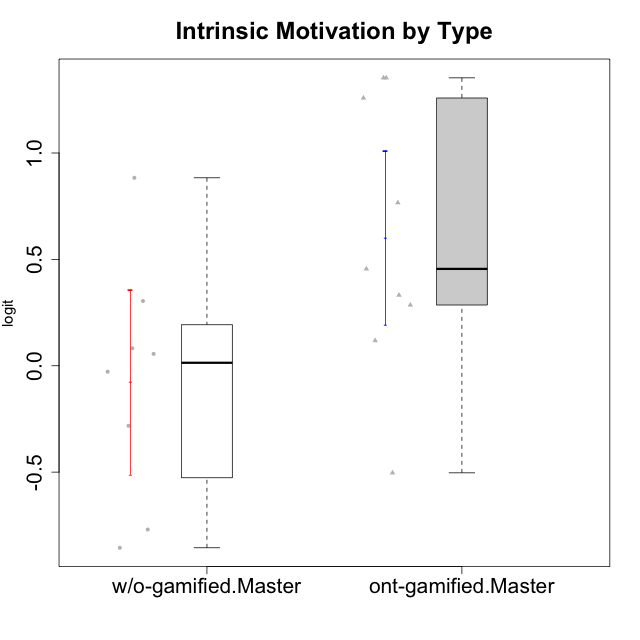 Intrinsic Motivation by Type
logit
1.0
0.5
0.0
-0.5
w/o-gamified.Master
ont-gamified.Master